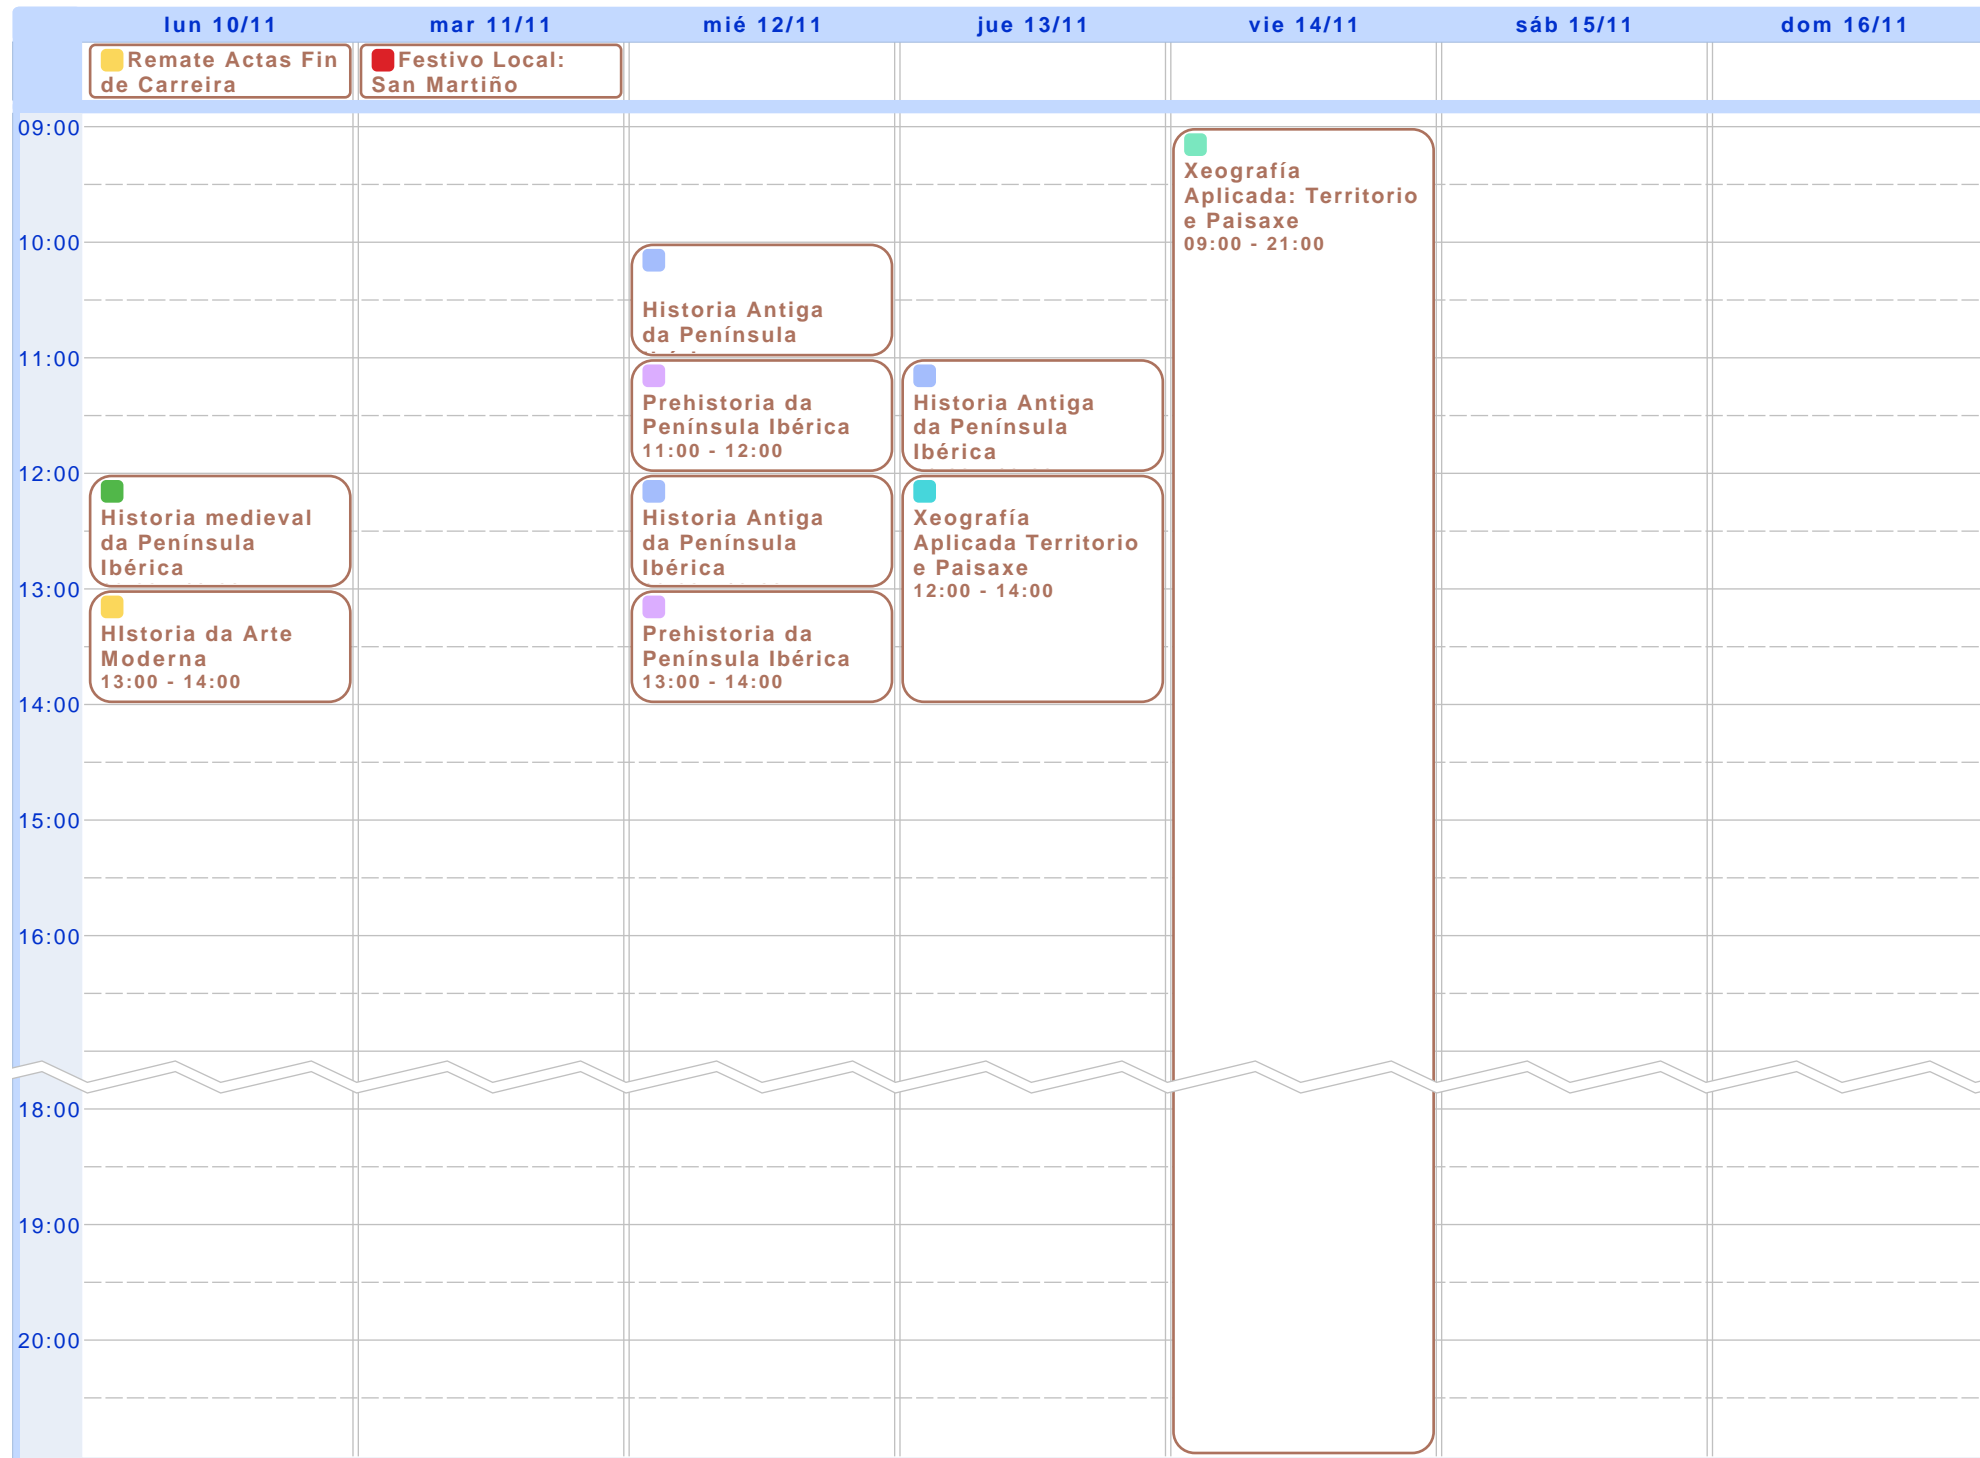 lun 10/11
mar 11/11
mié 12/11
jue 13/11
vie 14/11
sáb 15/11
dom 16/11
Remate Actas Fin
de Carreira
Festivo Local:
San Martiño
09:00
10:00
11:00
12:00
13:00
14:00
15:00
16:00
18:00
19:00
20:00
Historia medieval
da Península
Ibérica
HIstoria da Arte
Moderna
13:00 - 14:00
Historia Antiga
da Península
Prehistoria da
Península Ibérica
11:00 - 12:00
Historia Antiga
da Península
Ibérica
Prehistoria da
Península Ibérica
13:00 - 14:00
Historia Antiga
da Península
Ibérica
Xeografía
Aplicada Territorio
e Paisaxe
12:00 - 14:00
Xeografía
Aplicada: Territorio
e Paisaxe
09:00 - 21:00